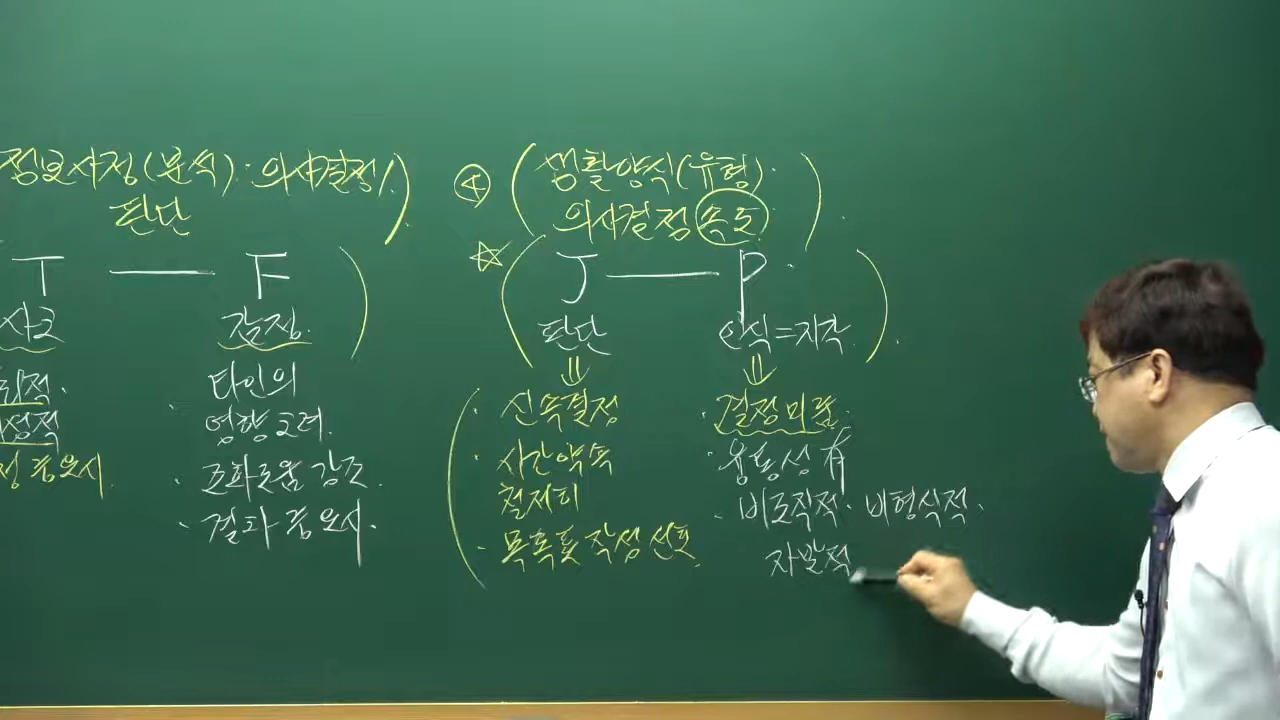 정보사정(분석)· 의사결정/
판단
T — F
사고 감정.
타인의
영향 고려.
· 조화로움 강조.
· 결과 중요시.
④ (생활양식(유형)·
의사결정 속도)
☆ (J — P)
판단 인식=지각
⇓ ⇓
· 신속결정
· 시간약속
철저히
· 목록표 작성 선호.
· 결정미룸.
· 융통성 有
· 비조직적· 비형식적.
자발적